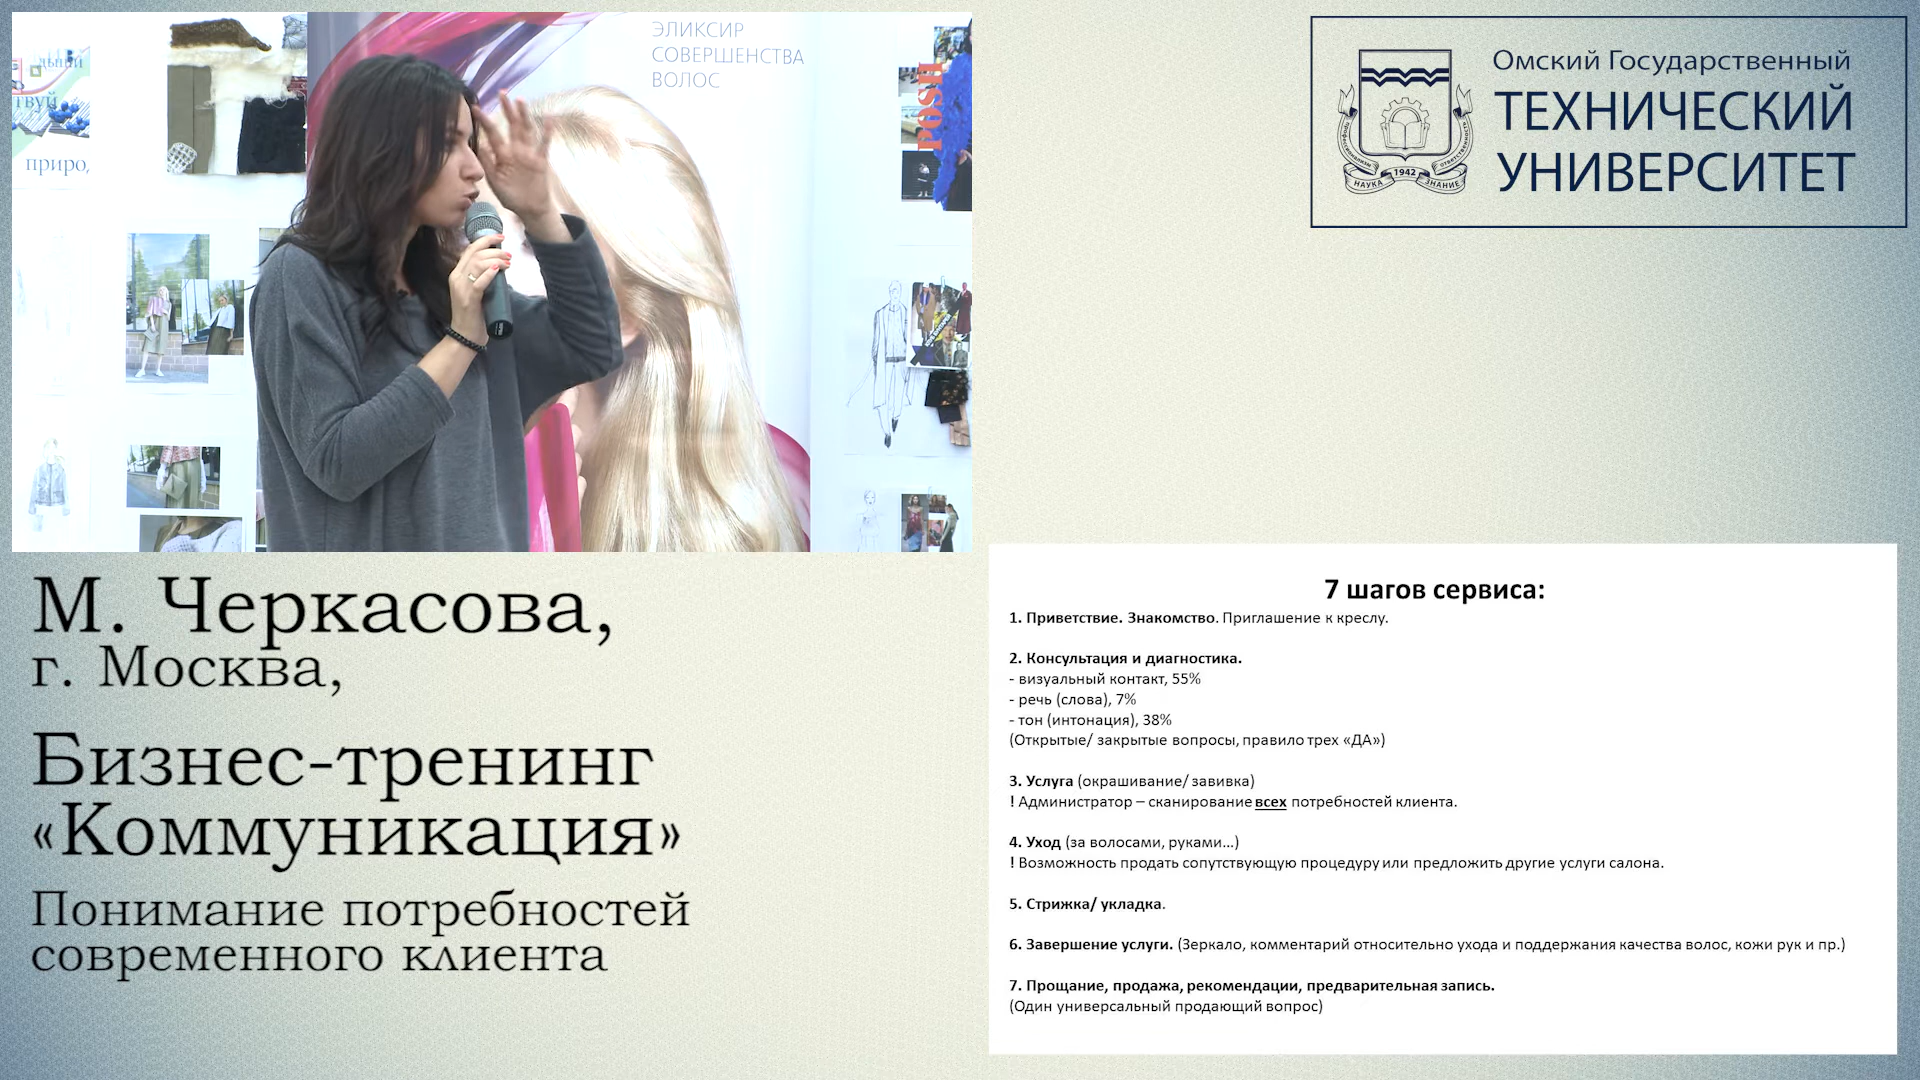 ЭЛИКСИР
СОВЕРШЕНСТВА
ВОЛОС
POSH
приро,
Омский Государственный
ТЕХНИЧЕСКИЙ
УНИВЕРСИТЕТ
НАУКА 1942 ЗНАНИЕ
М. Черкасова,
г. Москва,
Бизнес-тренинг
«Коммуникация»
Понимание потребностей
современного клиента
7 шагов сервиса:
1. Приветствие. Знакомство. Приглашение к креслу.
2. Консультация и диагностика.
- визуальный контакт, 55%
- речь (слова), 7%
- тон (интонация), 38%
(Открытые/ закрытые вопросы, правило трех «ДА»)
3. Услуга (окрашивание/ завивка)
! Администратор – сканирование всех потребностей клиента.
4. Уход (за волосами, руками...)
! Возможность продать сопутствующую процедуру или предложить другие услуги салона.
5. Стрижка/ укладка.
6. Завершение услуги. (Зеркало, комментарий относительно ухода и поддержания качества волос, кожи рук и пр.)
7. Прощание, продажа, рекомендации, предварительная запись.
(Один универсальный продающий вопрос)